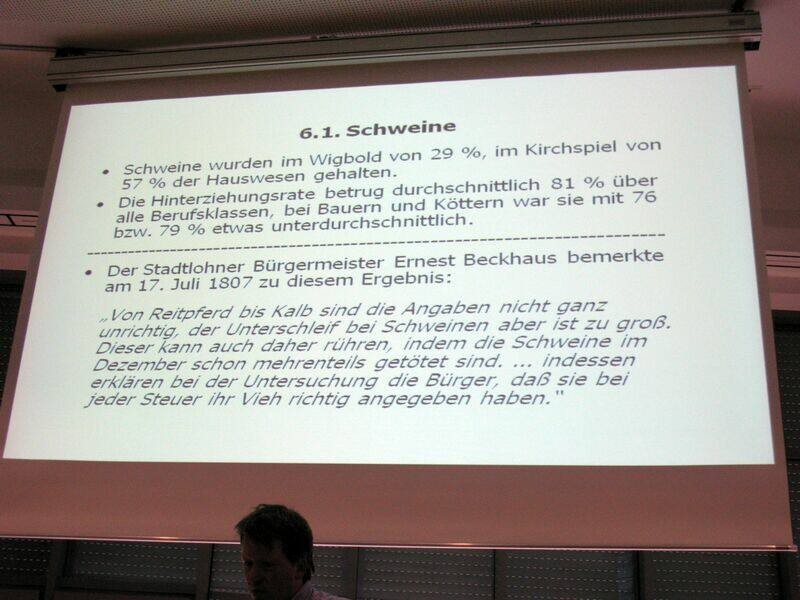 6.1. Schweine
• Schweine wurden im Wigbold von 29 %, im Kirchspiel von
57 % der Hauswesen gehalten.
• Die Hinterziehungsrate betrug durchschnittlich 81 % über
alle Berufsklassen, bei Bauern und Köttern war sie mit 76
bzw. 79 % etwas unterdurchschnittlich.
--------------------------------------------------------------------------------
• Der Stadtlohner Bürgermeister Ernest Beckhaus bemerkte
am 17. Juli 1807 zu diesem Ergebnis:
„Von Reitpferd bis Kalb sind die Angaben nicht ganz
unrichtig, der Unterschleif bei Schweinen aber ist zu groß.
Dieser kann auch daher rühren, indem die Schweine im
Dezember schon mehrenteils getötet sind. ... indessen
erklären bei der Untersuchung die Bürger, daß sie bei
jeder Steuer ihr Vieh richtig angegeben haben."